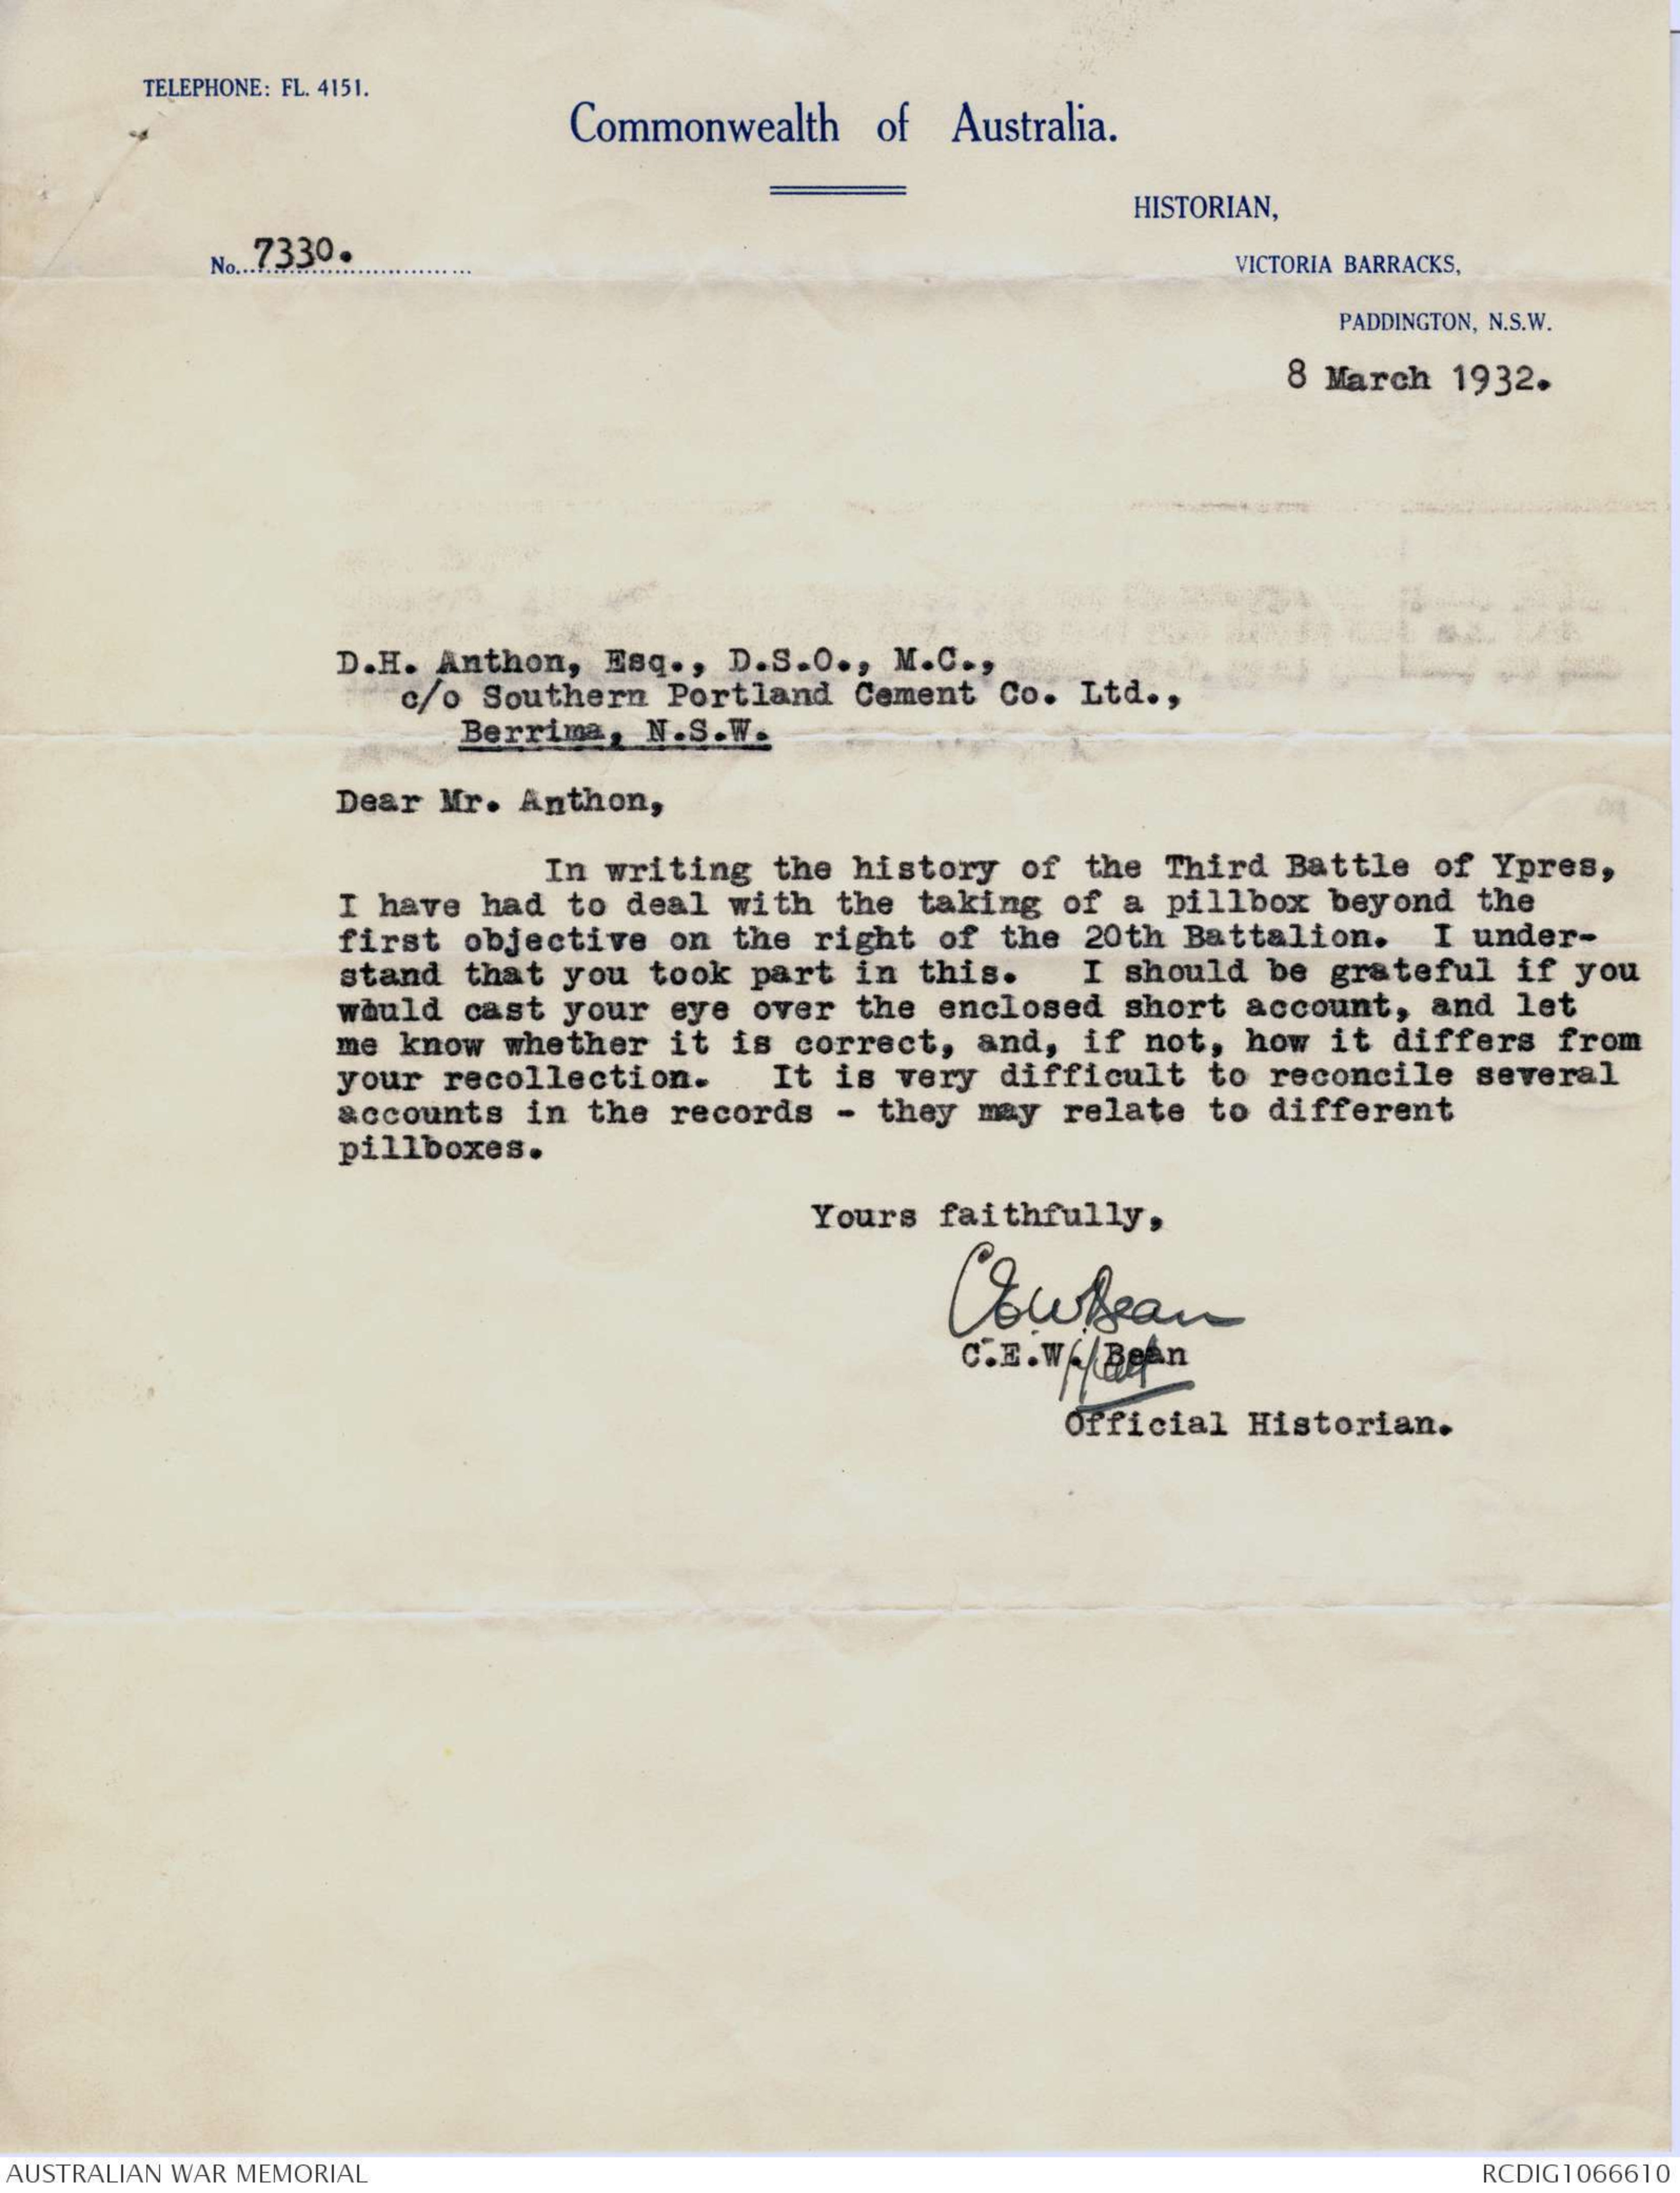 TELEPHONE: FL. 4151.
Commonwealth of Australia.
HISTORIAN,
No. 7330.
VICTORIA BARRACKS,
PADDINGTON, N.S.W.
8 March 1932.
D.H. Anthon, Esq., D.S.O., M.C.,
c/o Southern Portland Cement Co. Ltd.,
Berrima, N.S.W.
Dear Mr. Anthon,
In writing the history of the Third Battle of Ypres,
I have had to deal with the taking of a pillbox beyond the
first objective on the right of the 20th Battalion. I under-
stand that you took part in this. I should be grateful if you
would cast your eye over the enclosed short account, and let
me know whether it is correct, and, if not, how it differs from
your recollection. It is very difficult to reconcile several
accounts in the records - they may relate to different
pillboxes.
Yours faithfully,
C E W Bean
C.E.W. Bean
Official Historian.
AUSTRALIAN WAR MEMORIAL
RCDIG1066610